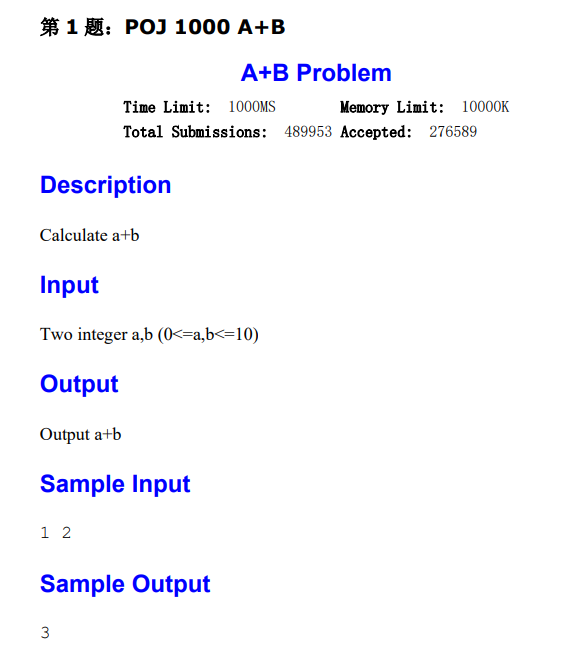 第 1 题：POJ 1000 A+B
A+B Problem
Time Limit: 1000MS Memory Limit: 10000K
Total Submissions: 489953 Accepted: 276589
Description
Calculate a+b
Input
Two integer a,b (0<=a,b<=10)
Output
Output a+b
Sample Input
1 2
Sample Output
3